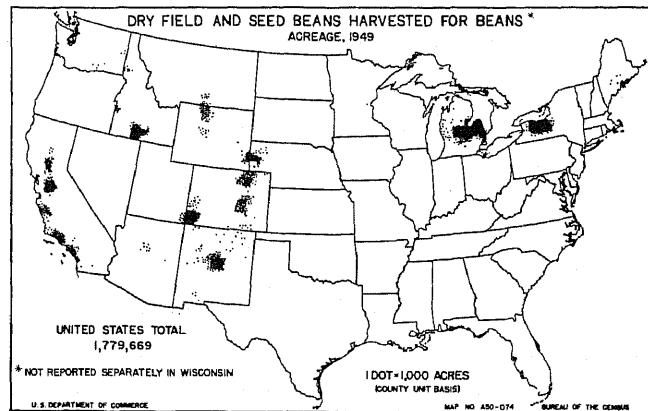 DRY FIELD AND SEED BEANS HARVESTED FOR BEANS*
ACREAGE, 1949
UNITED STATES TOTAL
1,779,669
* NOT REPORTED SEPARATELY IN WISCONSIN
1 DOT=1,000 ACRES
(COUNTY UNIT BASIS)
U.S. DEPARTMENT OF COMMERCE
MAP NO. A50-074
BUREAU OF THE CENSUS